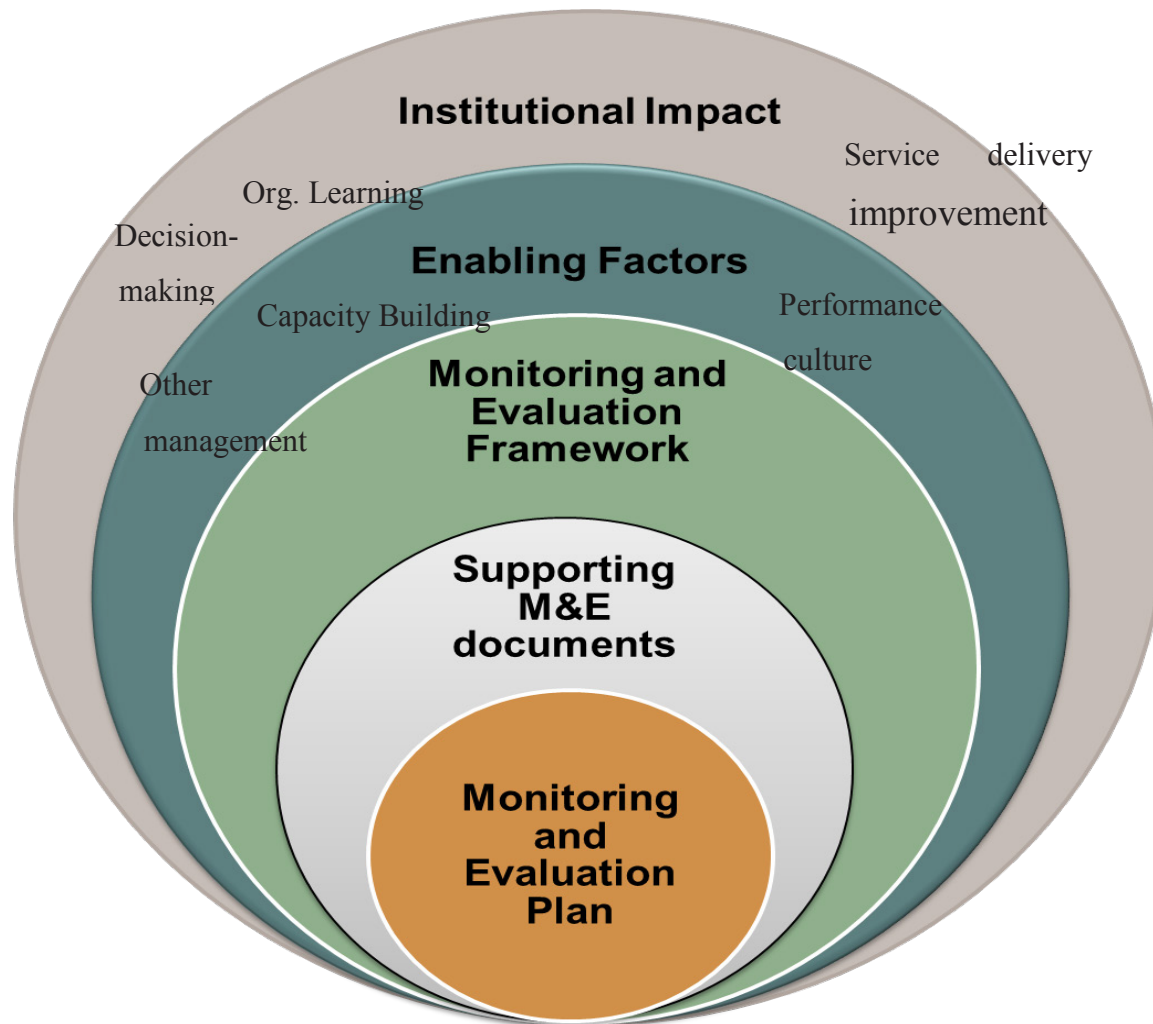 Institutional Impact
Service delivery
improvement
Org. Learning
Decision-
making
Enabling Factors
Capacity Building
Performance
culture
Other
management
Monitoring and
Evaluation
Framework
Supporting
M&E
documents
Monitoring
and
Evaluation
Plan